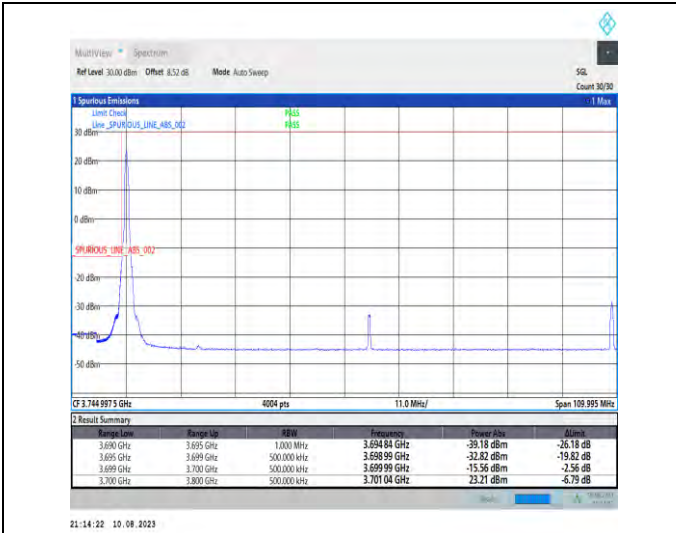 MultiView Spectrum
Ref Level 30.00 dBm Offset 8.52 dB Mode Auto Sweep SGL
Count 30/30
1 Spurious Emissions 1 Max
Limit Check PASS
Line _SPURIOUS_LINE_ABS_002 PASS
30 dBm
20 dBm
10 dBm
0 dBm
SPURIOUS_LINE_ABS_002
-20 dBm
-30 dBm
-40 dBm
-50 dBm
CF 3.744 997 5 GHz 4004 pts 11.0 MHz/ Span 109.995 MHz
2 Result Summary
Range Low Range Up RBW Frequency Power Abs ΔLimit
3.690 GHz 3.695 GHz 1.000 MHz 3.694 84 GHz -39.18 dBm -26.18 dB
3.695 GHz 3.699 GHz 500.000 kHz 3.698 99 GHz -32.82 dBm -19.82 dB
3.699 GHz 3.700 GHz 500.000 kHz 3.699 99 GHz -15.56 dBm -2.56 dB
3.700 GHz 3.800 GHz 500.000 kHz 3.701 04 GHz 23.21 dBm -6.79 dB
21:14:22 10.08.2023